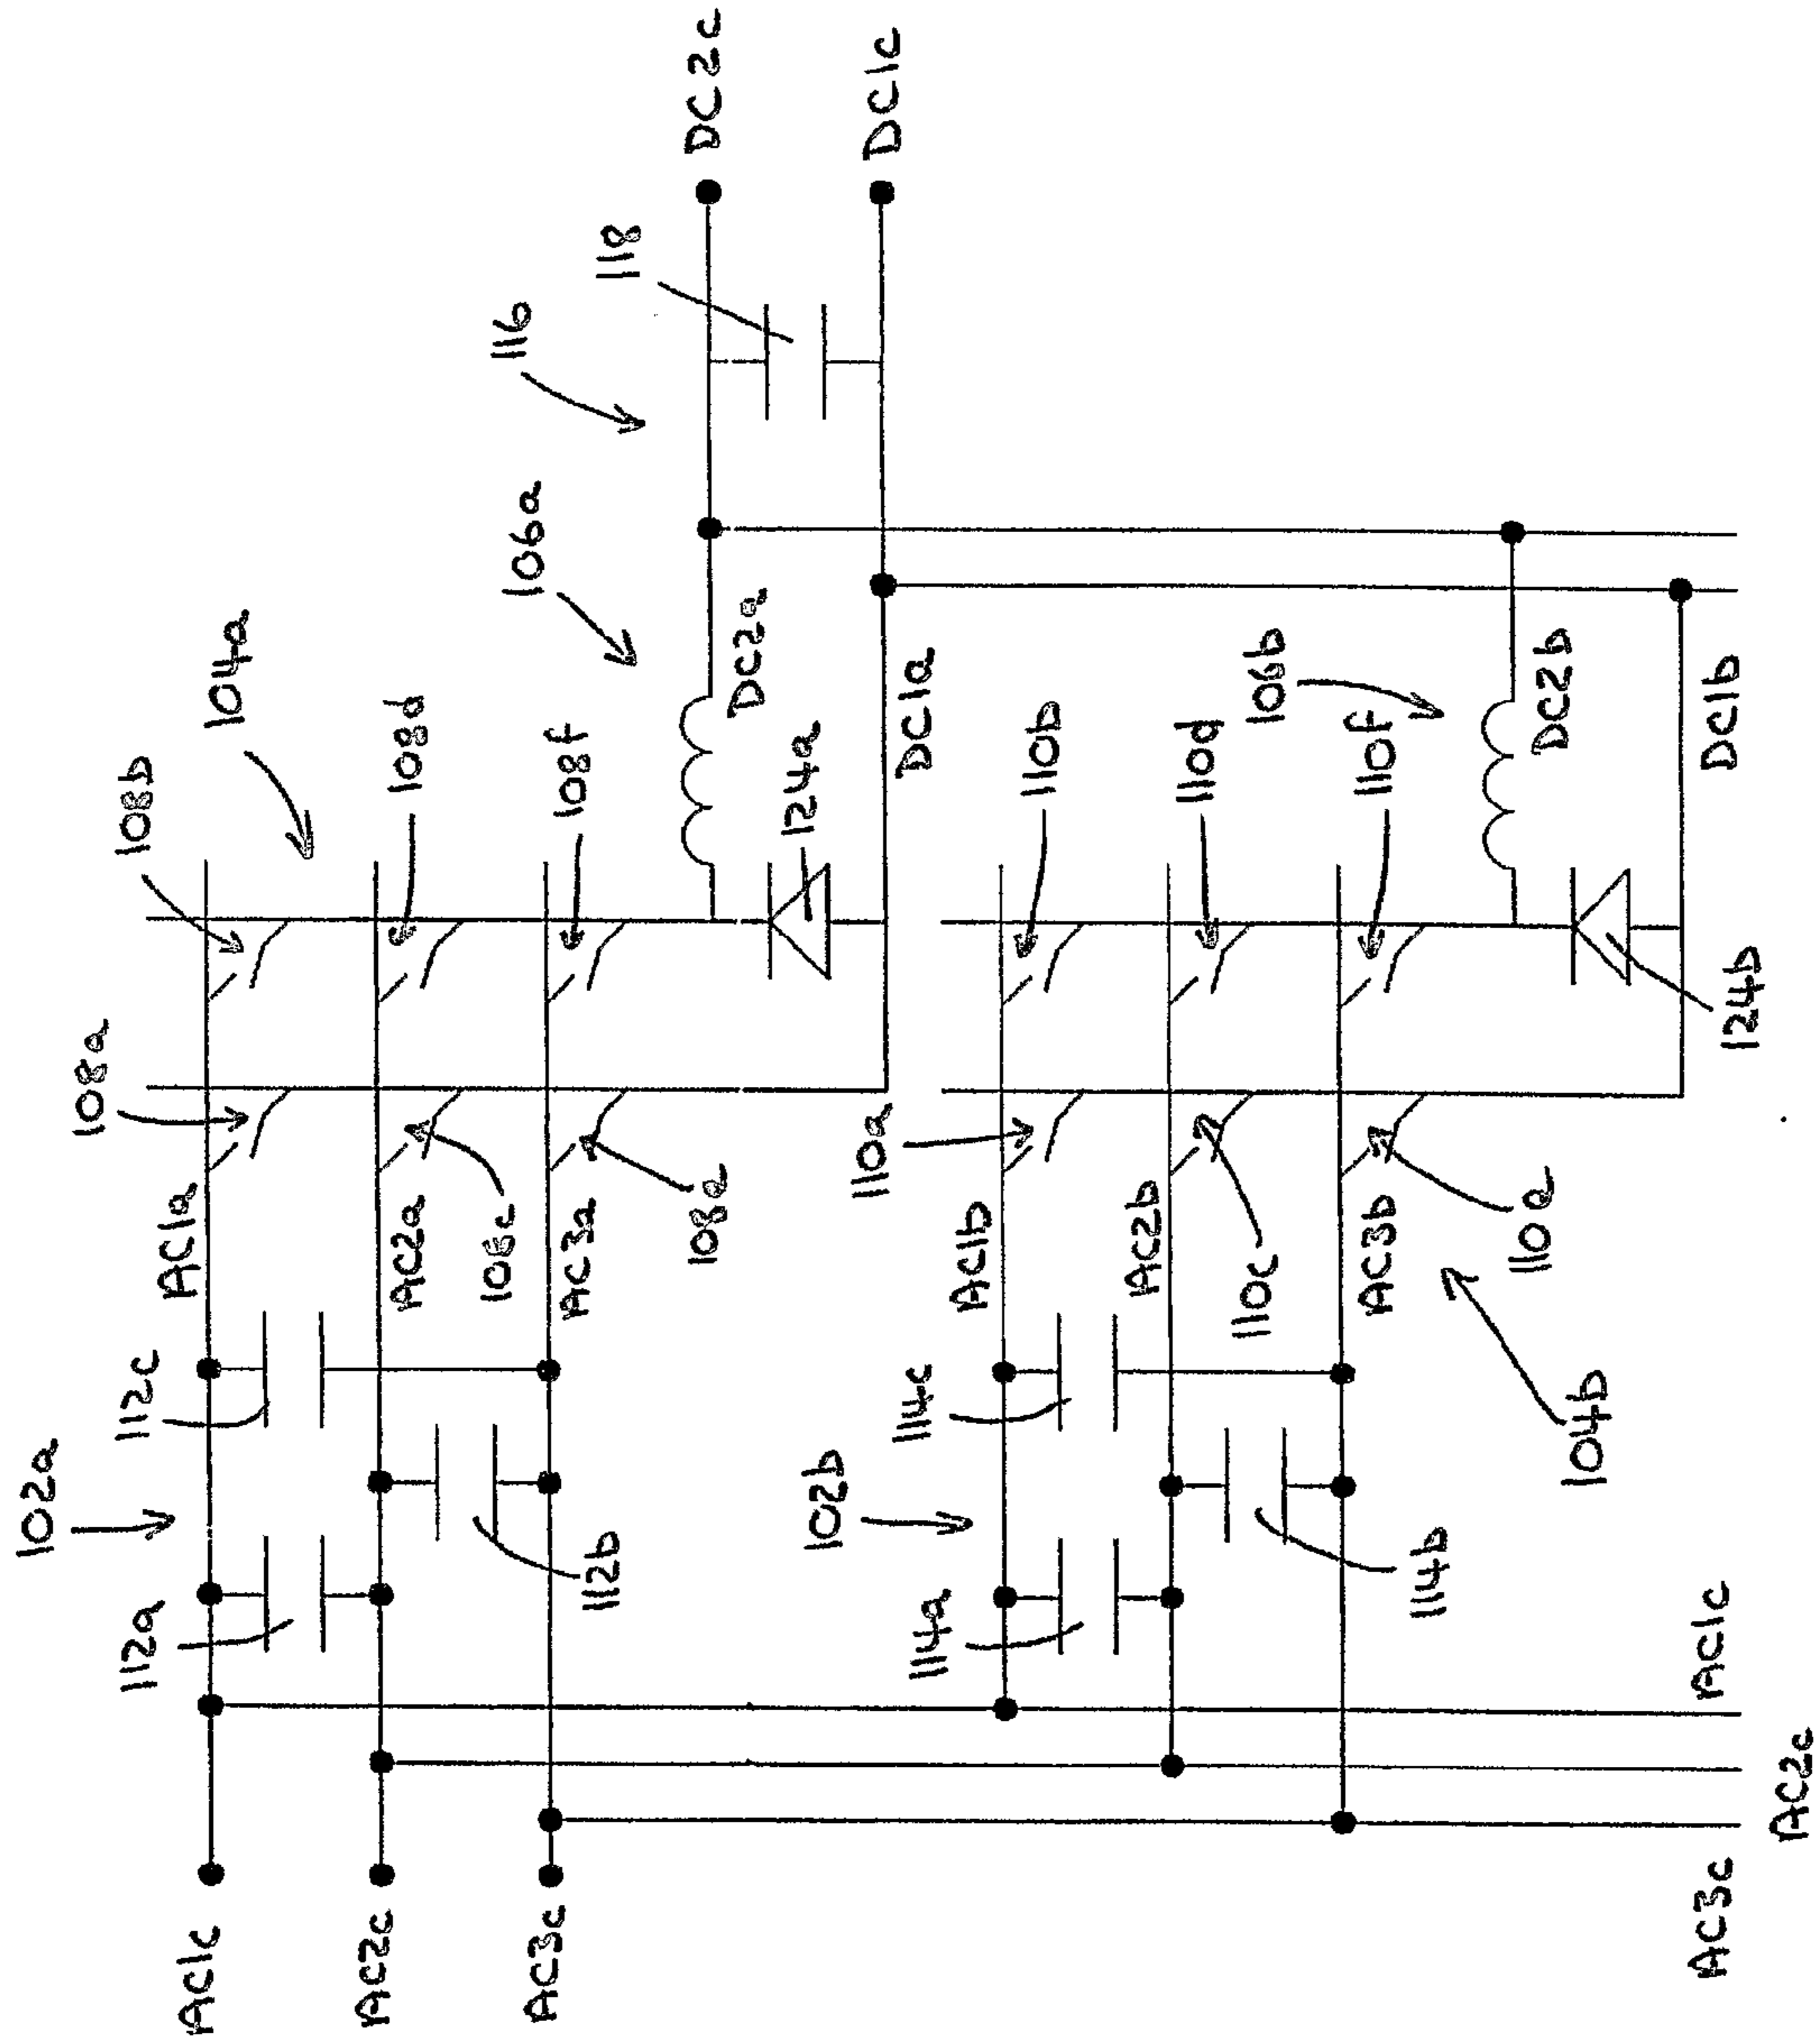 102a
108a
112c
108b
112a
AC1a
AC1c
104a
AC2c
AC2a
108d
108c
116
106a
AC3c
AC3a
108f
112b
118
108e
DC2c
DC2a
124a
102b
110a
DC1c
114c
DC1a
114a
AC1b
110b
AC2b
110d
110c
106b
AC3b
110f
114b
110e
DC2b
104b
AC3c
AC1c
DC1b
124b
AC2c